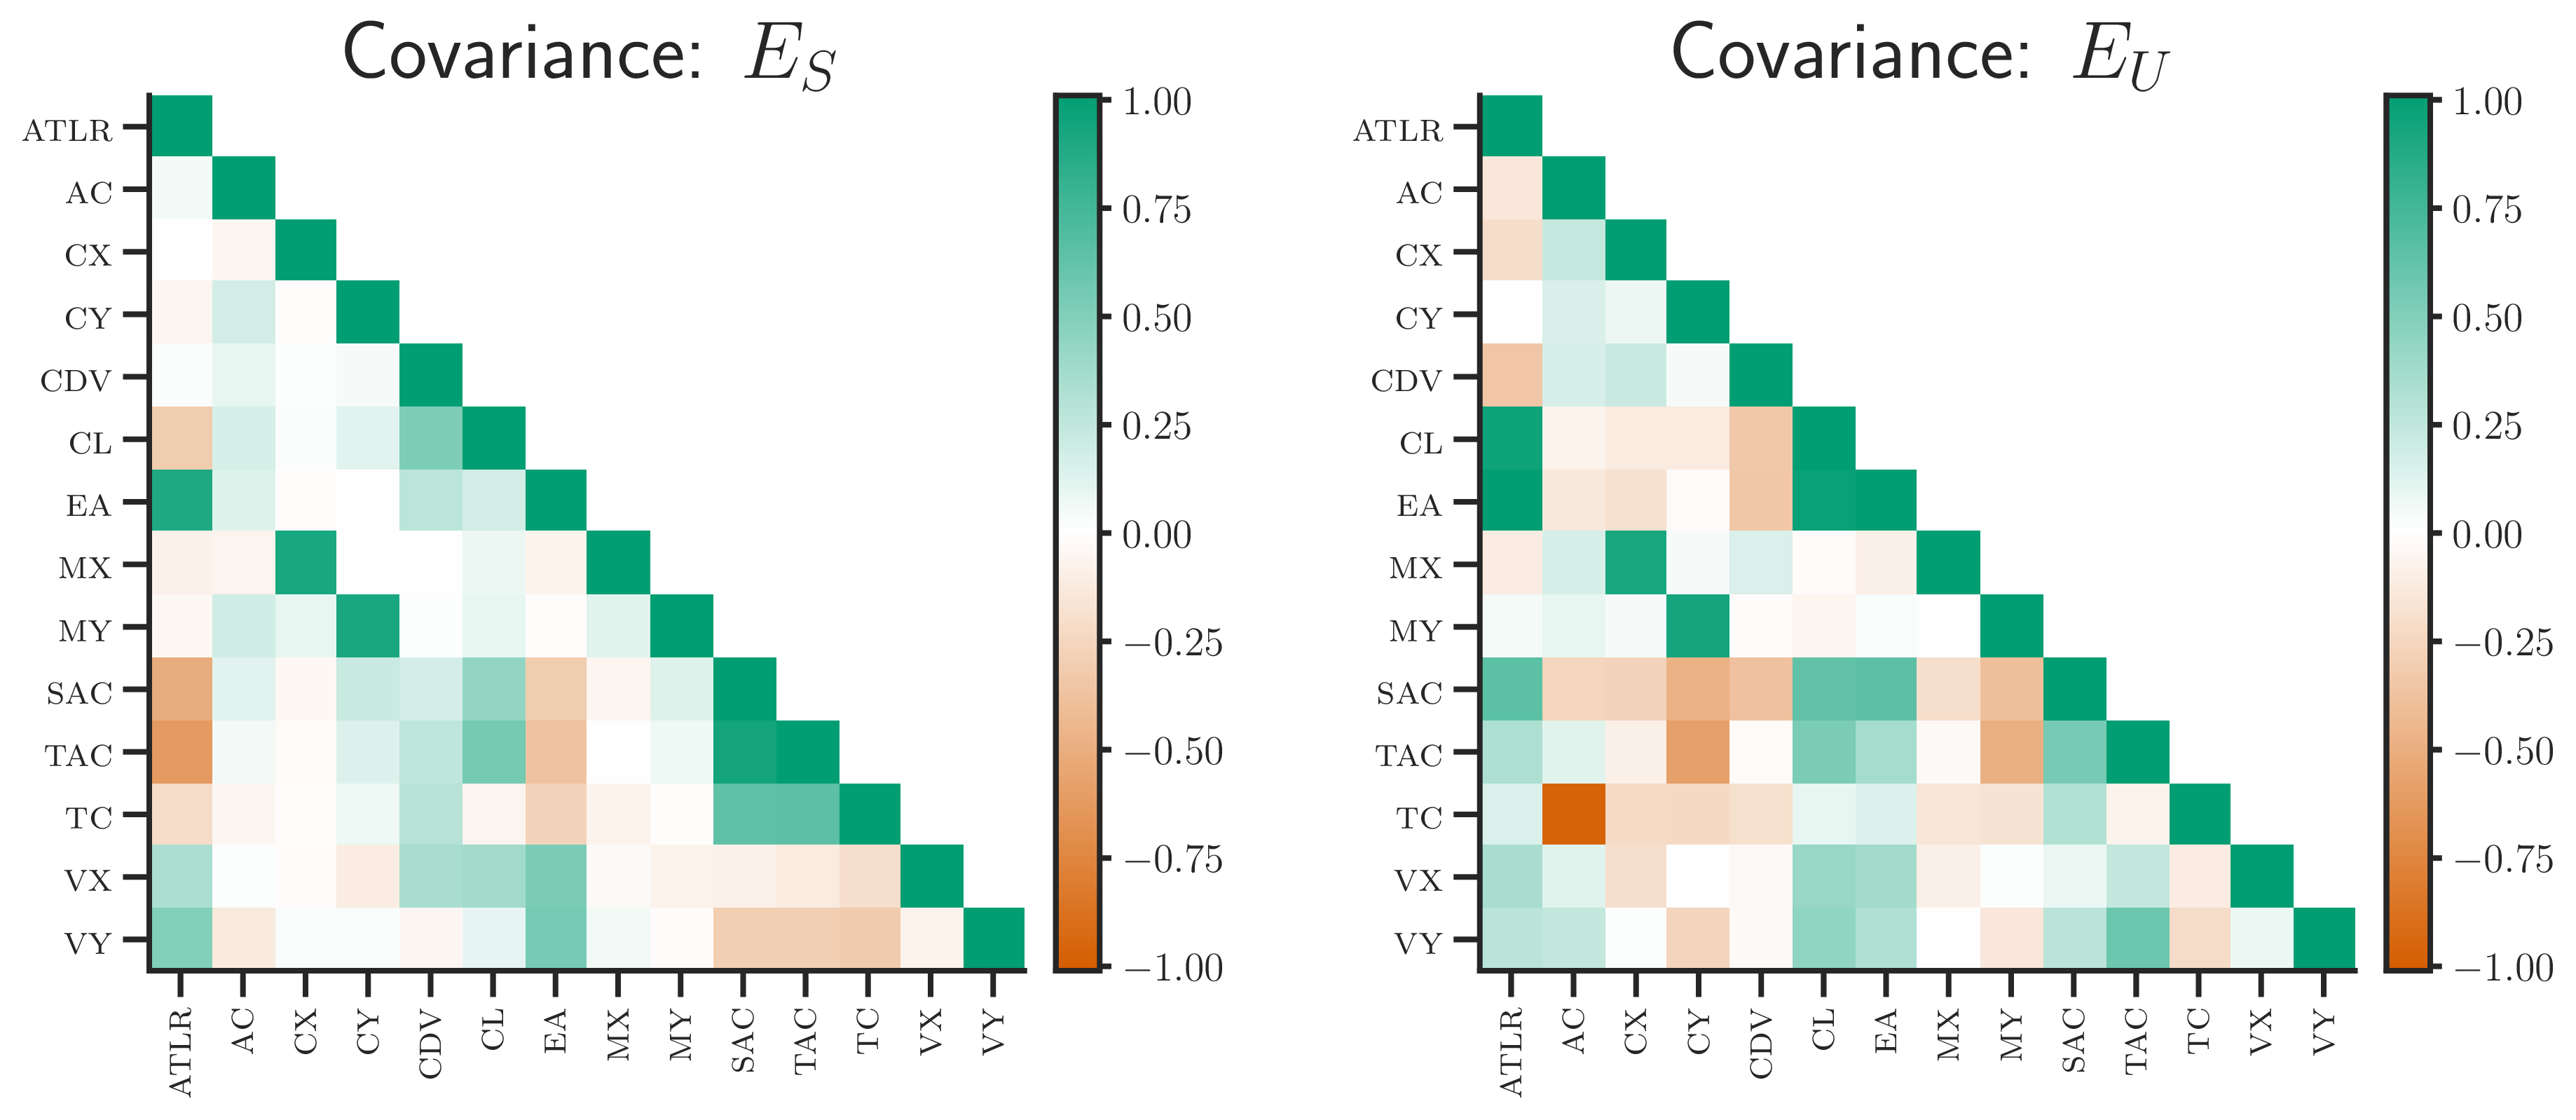 Covariance: E_S
ATLR
AC
CX
CY
CDV
CL
EA
MX
MY
SAC
TAC
TC
VX
VY
ATLR AC CX CY CDV CL EA MX MY SAC TAC TC VX VY
1.00
0.75
0.50
0.25
0.00
−0.25
−0.50
−0.75
−1.00
Covariance: E_U
ATLR
AC
CX
CY
CDV
CL
EA
MX
MY
SAC
TAC
TC
VX
VY
ATLR AC CX CY CDV CL EA MX MY SAC TAC TC VX VY
1.00
0.75
0.50
0.25
0.00
−0.25
−0.50
−0.75
−1.00